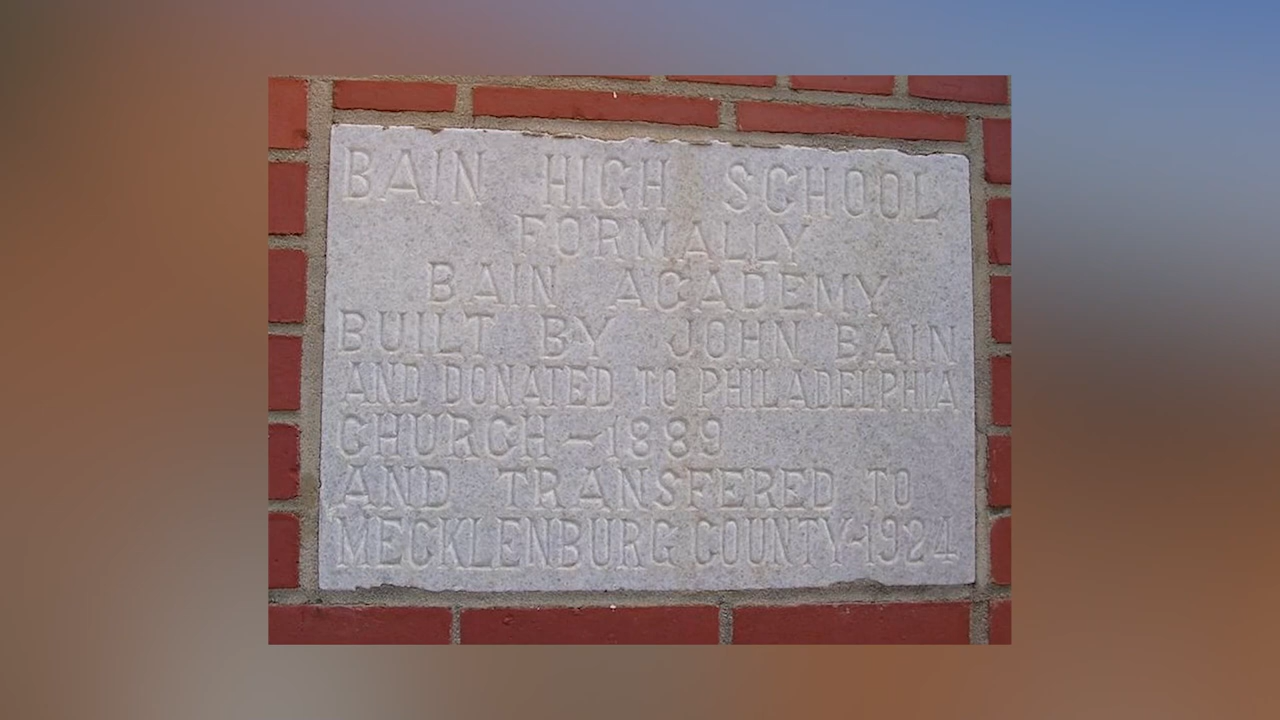 BAIN HIGH SCHOOL
FORMALLY
BAIN ACADEMY
BUILT BY JOHN BAIN
AND DONATED TO PHILADELPHIA
CHURCH - 1889
AND TRANSFERED TO
MECKLENBURG COUNTY-1924